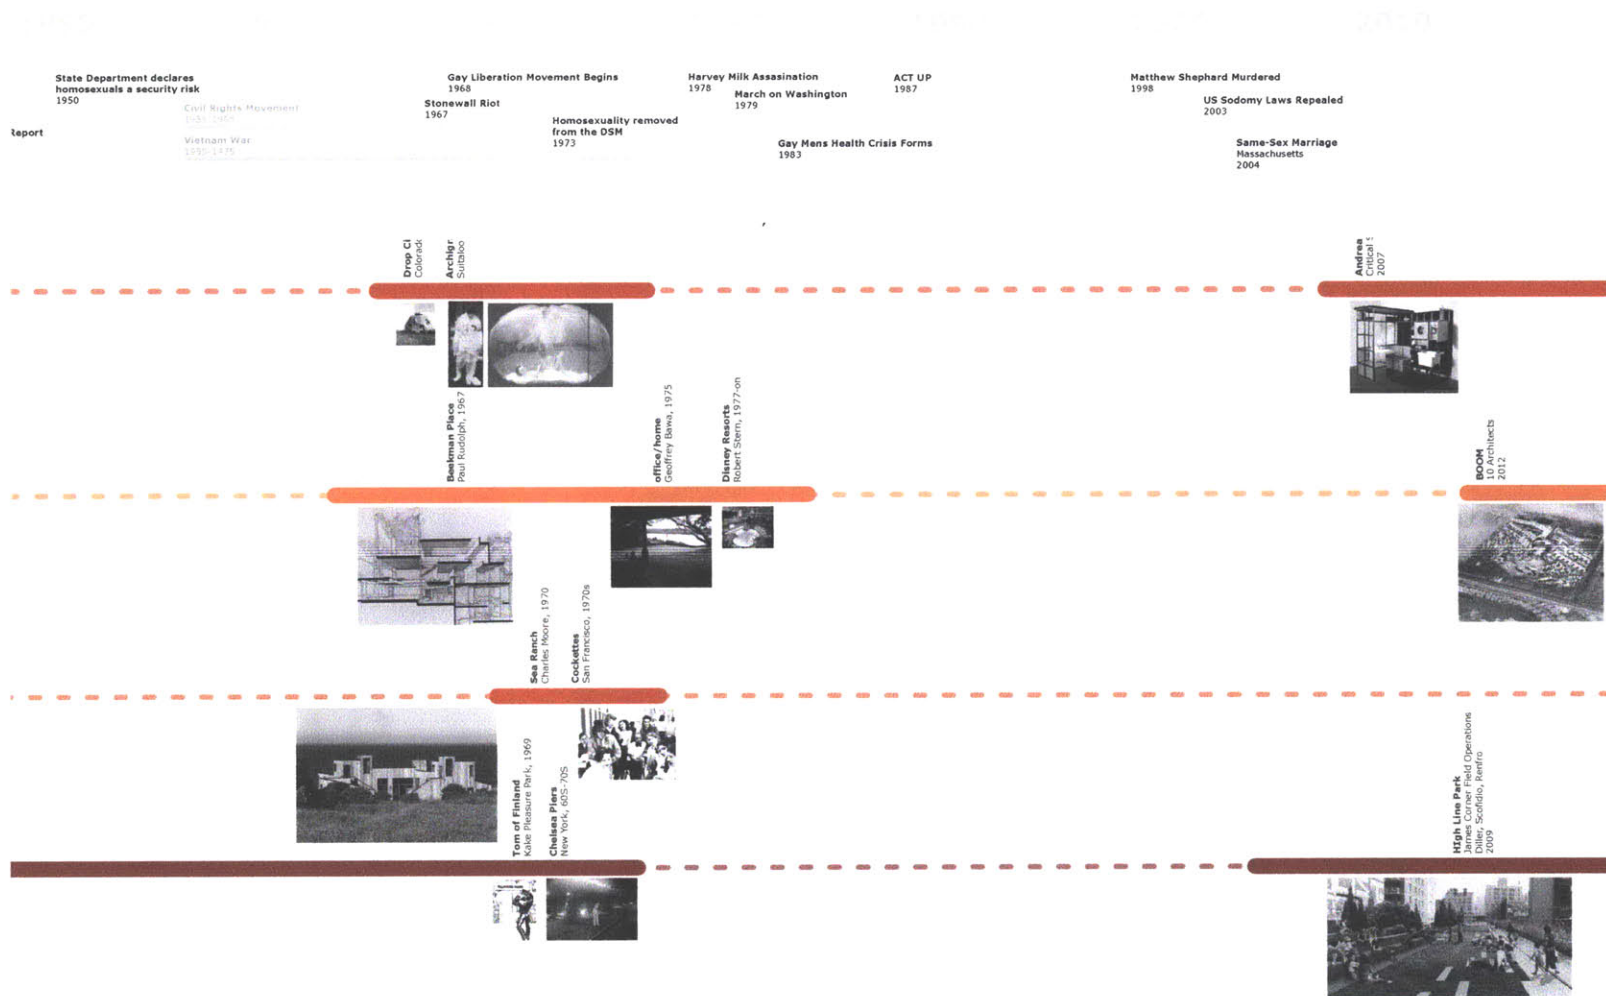 State Department declares
homosexuals a security risk
1950
Civil Rights Movement
Vietnam War
Report
Gay Liberation Movement Begins
1968
Stonewall Riot
1967
Homosexuality removed
from the DSM
1973
Harvey Milk Assasination
1978
March on Washington
1979
Gay Mens Health Crisis Forms
1983
ACT UP
1987
Matthew Shephard Murdered
1998
US Sodomy Laws Repealed
2003
Same-Sex Marriage
Massachusetts
2004
Drop Ci
Colorad
Archigr
Suitaloo
Andrea
Critical
2007
Beekman Place
Paul Rudolph, 1967
office/home
Geoffrey Bawa, 1975
Disney Resorts
Robert Stern, 1977-on
BOOM
10 Architects
2012
Sea Ranch
Charles Moore, 1970
Cockettes
San Francisco, 1970s
Tom of Finland
Kake Pleasure Park, 1969
Chelsea Piers
New York, 60S-70S
HIgh Line Park
James Corner Field Operations
Diller, Scofidio, Renfro
2009